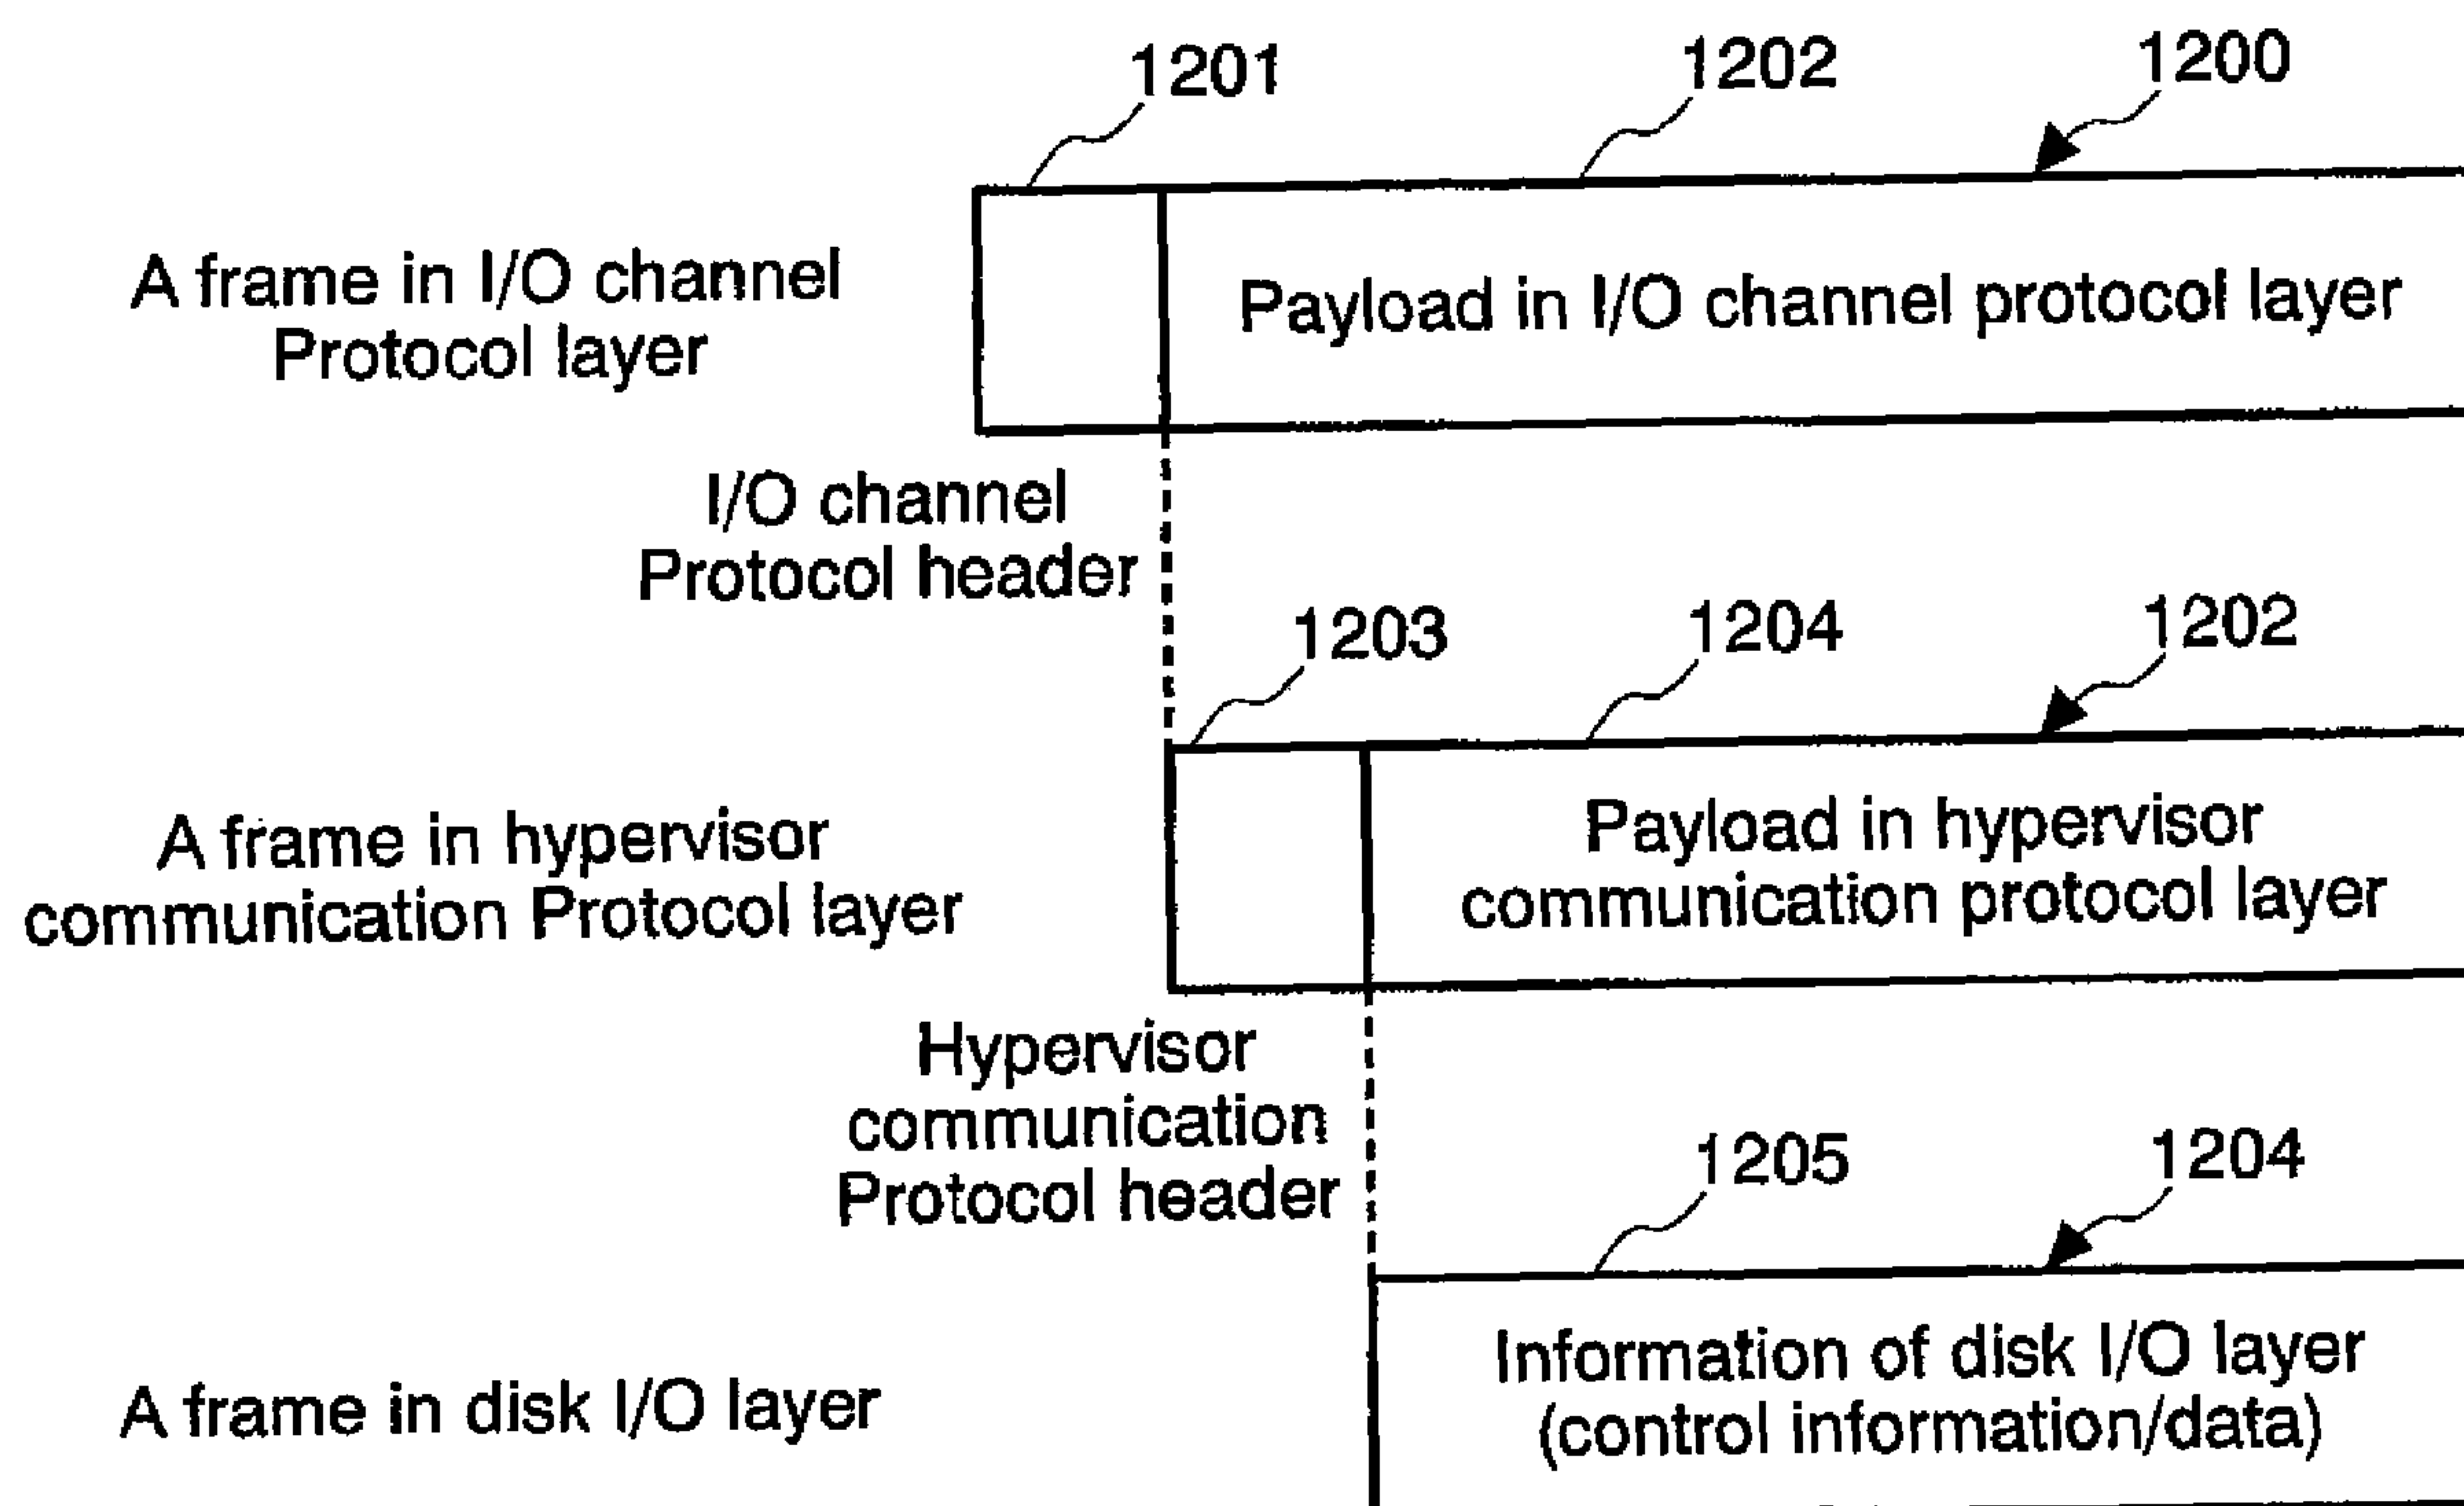 1201 1202 1200
A frame in I/O channel
Protocol layer
Payload in I/O channel protocol layer
I/O channel
Protocol header
1203 1204 1202
A frame in hypervisor
communication Protocol layer
Payload in hypervisor
communication protocol layer
Hypervisor
communication
Protocol header
1205 1204
A frame in disk I/O layer
Information of disk I/O layer
(control information/data)